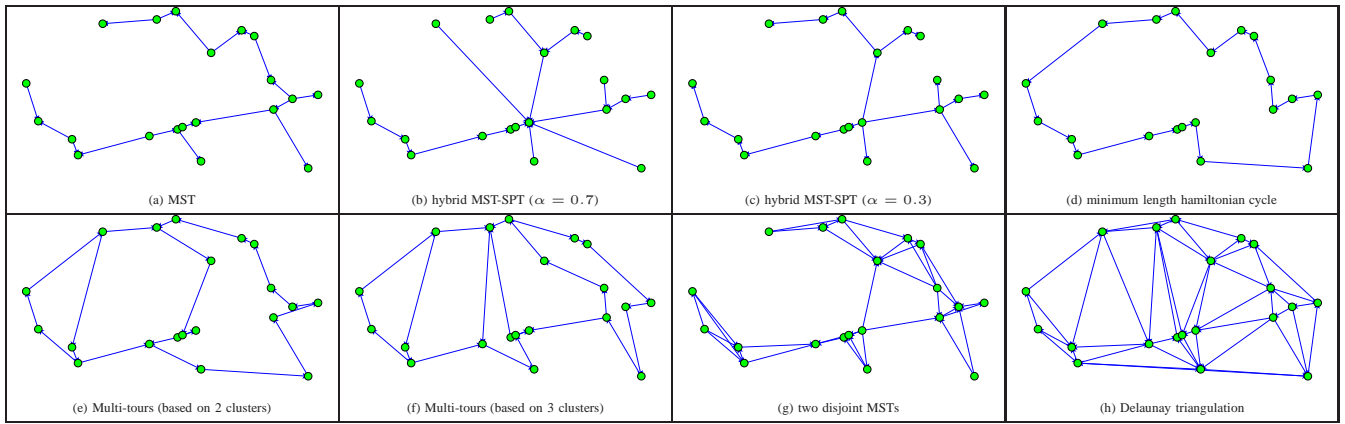 (a) MST
(b) hybrid MST-SPT (α = 0.7)
(c) hybrid MST-SPT (α = 0.3)
(d) minimum length hamiltonian cycle
(e) Multi-tours (based on 2 clusters)
(f) Multi-tours (based on 3 clusters)
(g) two disjoint MSTs
(h) Delaunay triangulation